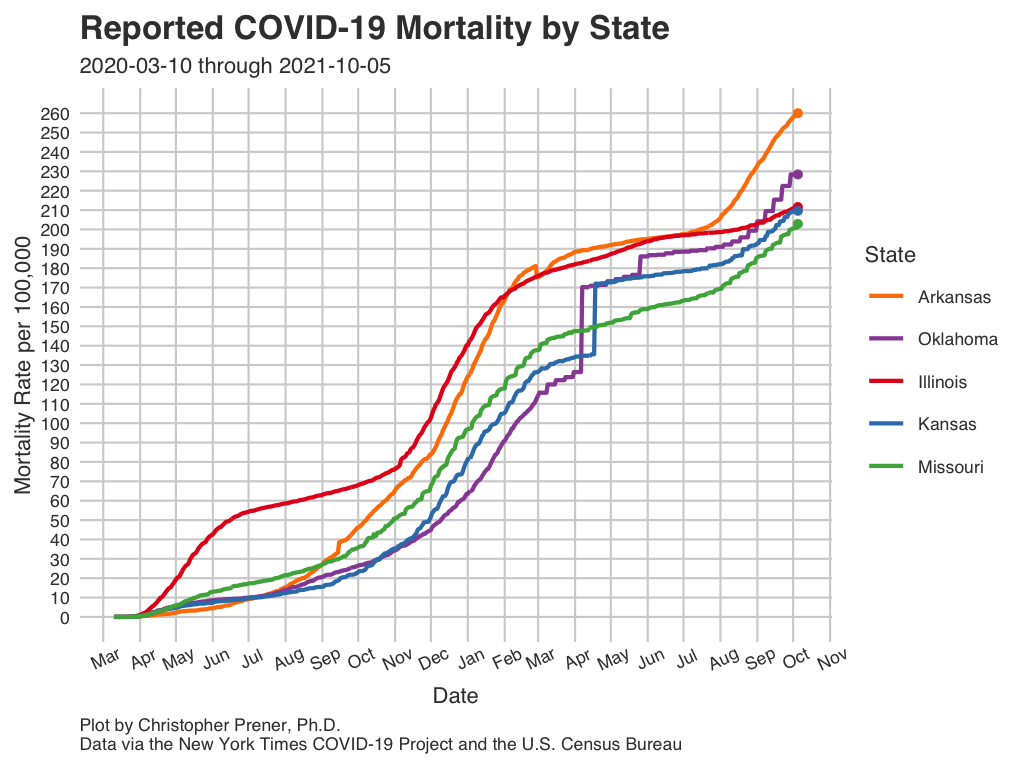 Reported COVID-19 Mortality by State
2020-03-10 through 2021-10-05
Mortality Rate per 100,000
260
250
240
230
220
210
200
190
180
170
160
150
140
130
120
110
100
90
80
70
60
50
40
30
20
10
0
Mar Apr May Jun Jul Aug Sep Oct Nov Dec Jan Feb Mar Apr May Jun Jul Aug Sep Oct Nov
Date
State
Arkansas
Oklahoma
Illinois
Kansas
Missouri
Plot by Christopher Prener, Ph.D.
Data via the New York Times COVID-19 Project and the U.S. Census Bureau